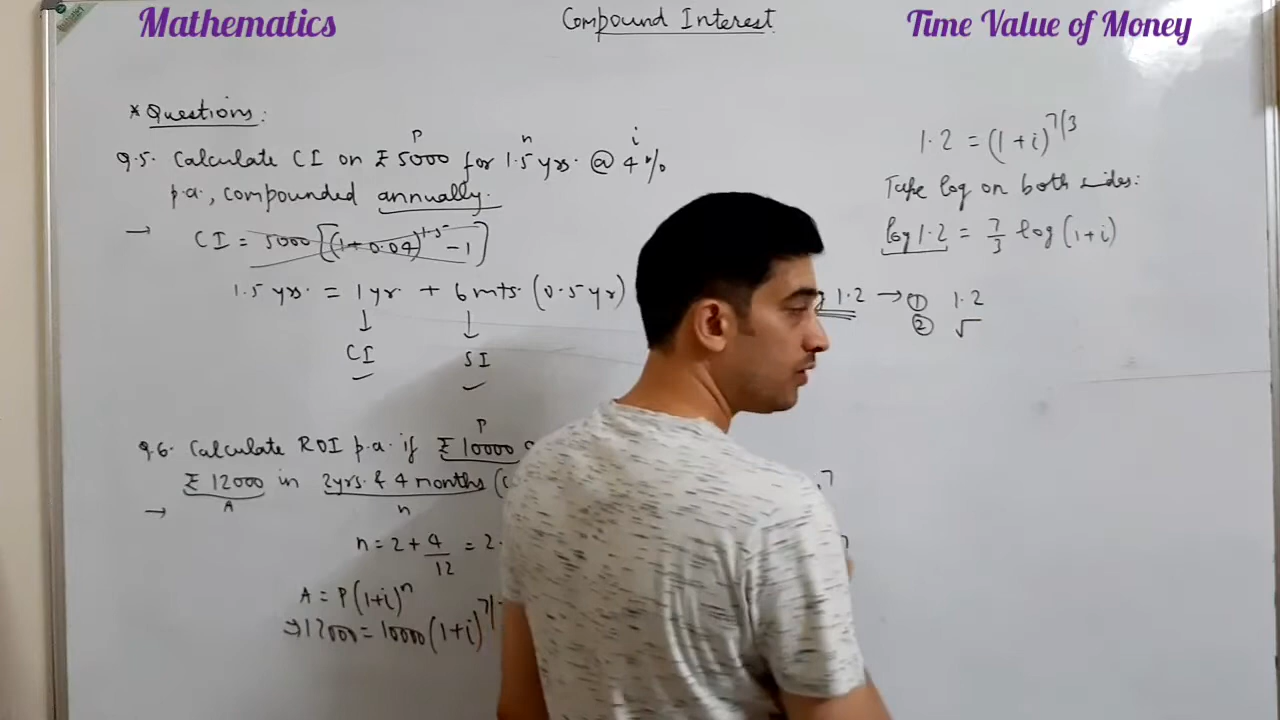 Mathematics
Compound Interest
Time Value of Money
* Questions:
P n i
Q.5. Calculate CI on ₹ 5000 for 1.5 yrs. @ 4%
p.a., compounded annually.
→ CI = 5000 [(1+0.04)^1.5 - 1]
1.5 yrs. = 1 yr + 6 mts. (0.5 yr)
↓ ↓
CI SI
P
Q.6. Calculate ROI p.a. if ₹ 10000
₹ 12000 in 2yrs. & 4 months (
A n
→
n = 2 + 4/12 = 2.
A = P(1+i)^n
⇒ 12000 = 10000 (1+i)^7/
1.2 = (1+i)^7/3
Take log on both sides:
log 1.2 = 7/3 log (1+i)
1.2 → ① 1.2
② √